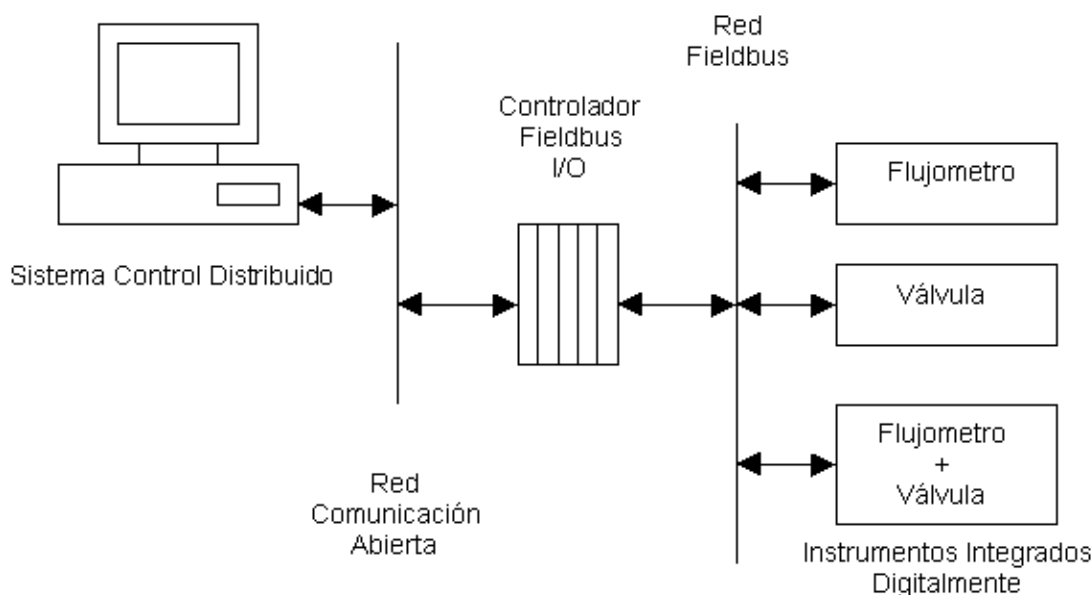 Red
Fieldbus
Controlador
Fieldbus
I/O
Flujometro
Sistema Control Distribuido
Válvula
Flujometro
+
Válvula
Red
Comunicación
Abierta
Instrumentos Integrados
Digitalmente